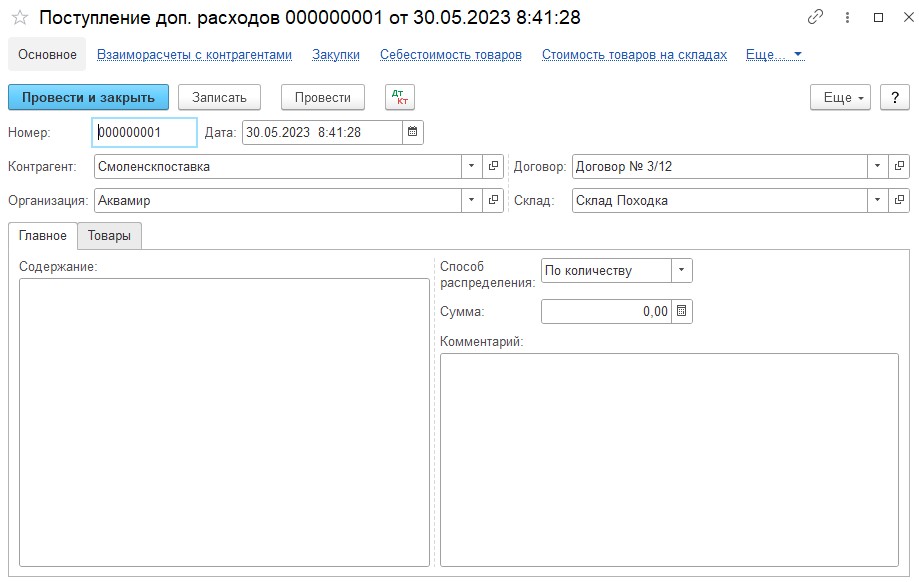 Поступление доп. расходов 000000001 от 30.05.2023 8:41:28
Основное Взаиморасчеты с контрагентами Закупки Себестоимость товаров Стоимость товаров на складах Еще...
Провести и закрыть Записать Провести Дт Кт Еще ?
Номер: 000000001 Дата: 30.05.2023 8:41:28
Контрагент: Смоленскпоставка Договор: Договор № 3/12
Организация: Аквамир Склад: Склад Походка
Главное Товары
Содержание: Способ распределения: По количеству
Сумма: 0,00
Комментарий: